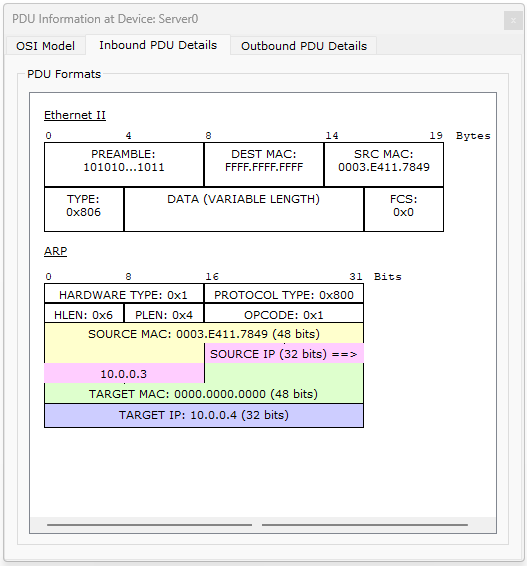 PDU Information at Device: Server0
x
OSI Model Inbound PDU Details Outbound PDU Details
PDU Formats
Ethernet II
0 4 8 14 19 Bytes
PREAMBLE: DEST MAC: SRC MAC:
101010...1011 FFFF.FFFF.FFFF 0003.E411.7849
TYPE: DATA (VARIABLE LENGTH) FCS:
0x806 0x0
ARP
0 8 16 31 Bits
HARDWARE TYPE: 0x1 PROTOCOL TYPE: 0x800
HLEN: 0x6 PLEN: 0x4 OPCODE: 0x1
SOURCE MAC: 0003.E411.7849 (48 bits)
SOURCE IP (32 bits) ==>
10.0.0.3
TARGET MAC: 0000.0000.0000 (48 bits)
TARGET IP: 10.0.0.4 (32 bits)